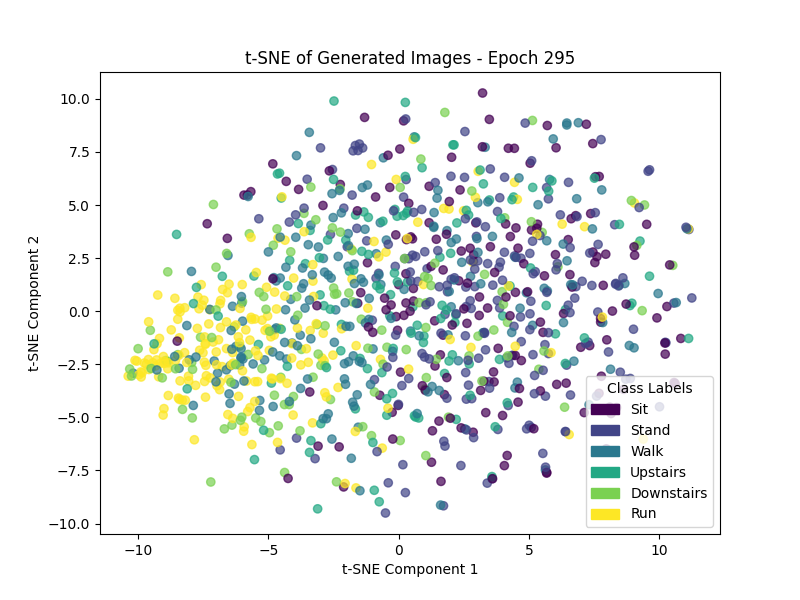 t-SNE of Generated Images - Epoch 295
t-SNE Component 2
10.0
7.5
5.0
2.5
0.0
−2.5
−5.0
−7.5
−10.0
Class Labels
Sit
Stand
Walk
Upstairs
Downstairs
Run
−10
−5
0
5
10
t-SNE Component 1